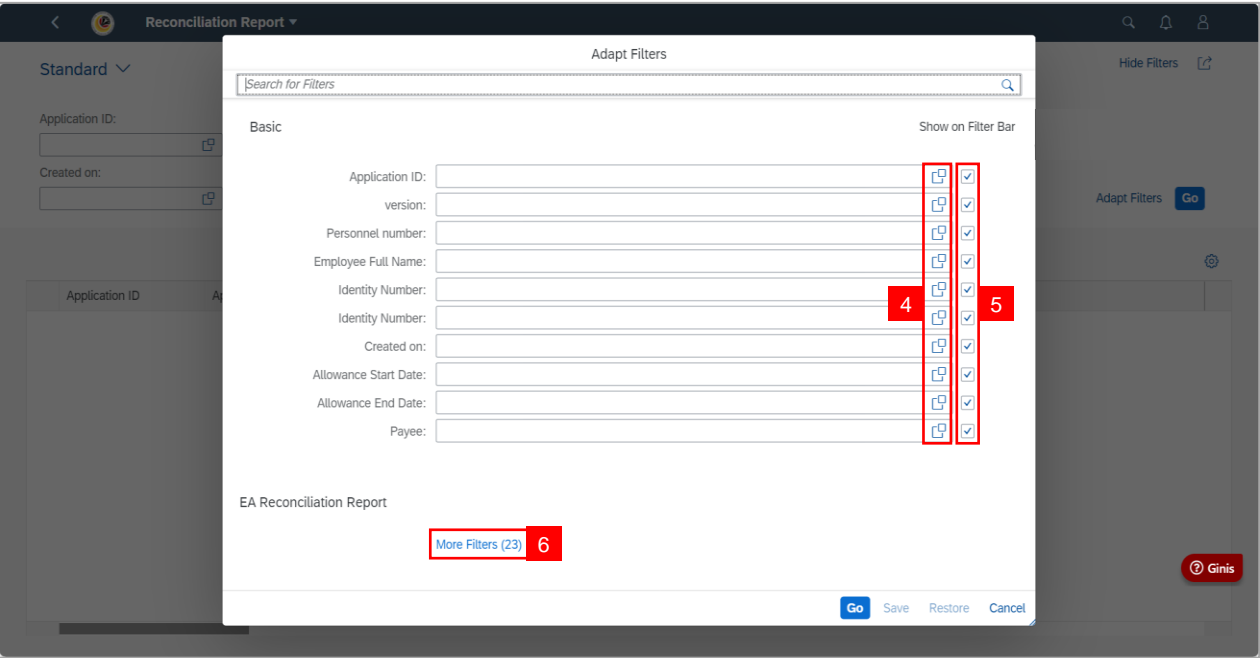 Reconciliation Report
Adapt Filters
Standard
Hide Filters
Search for Filters
Basic
Show on Filter Bar
Application ID:
Created on:
Application ID:
version:
Personnel number:
Employee Full Name:
Identity Number:
Identity Number:
Created on:
Allowance Start Date:
Allowance End Date:
Payee:
4
5
Adapt Filters
Go
Application ID
EA Reconciliation Report
More Filters (23)
6
Ginis
Go
Save
Restore
Cancel